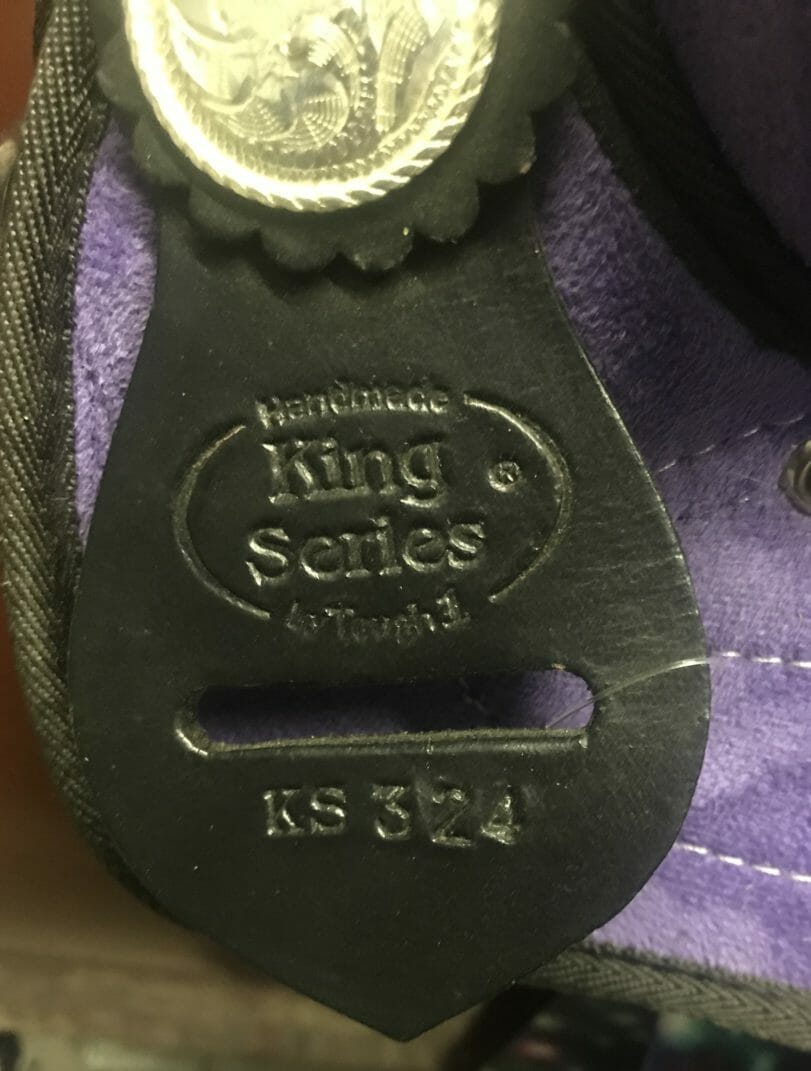 Handmade
King ®
Series
by Tough 1
KS 324